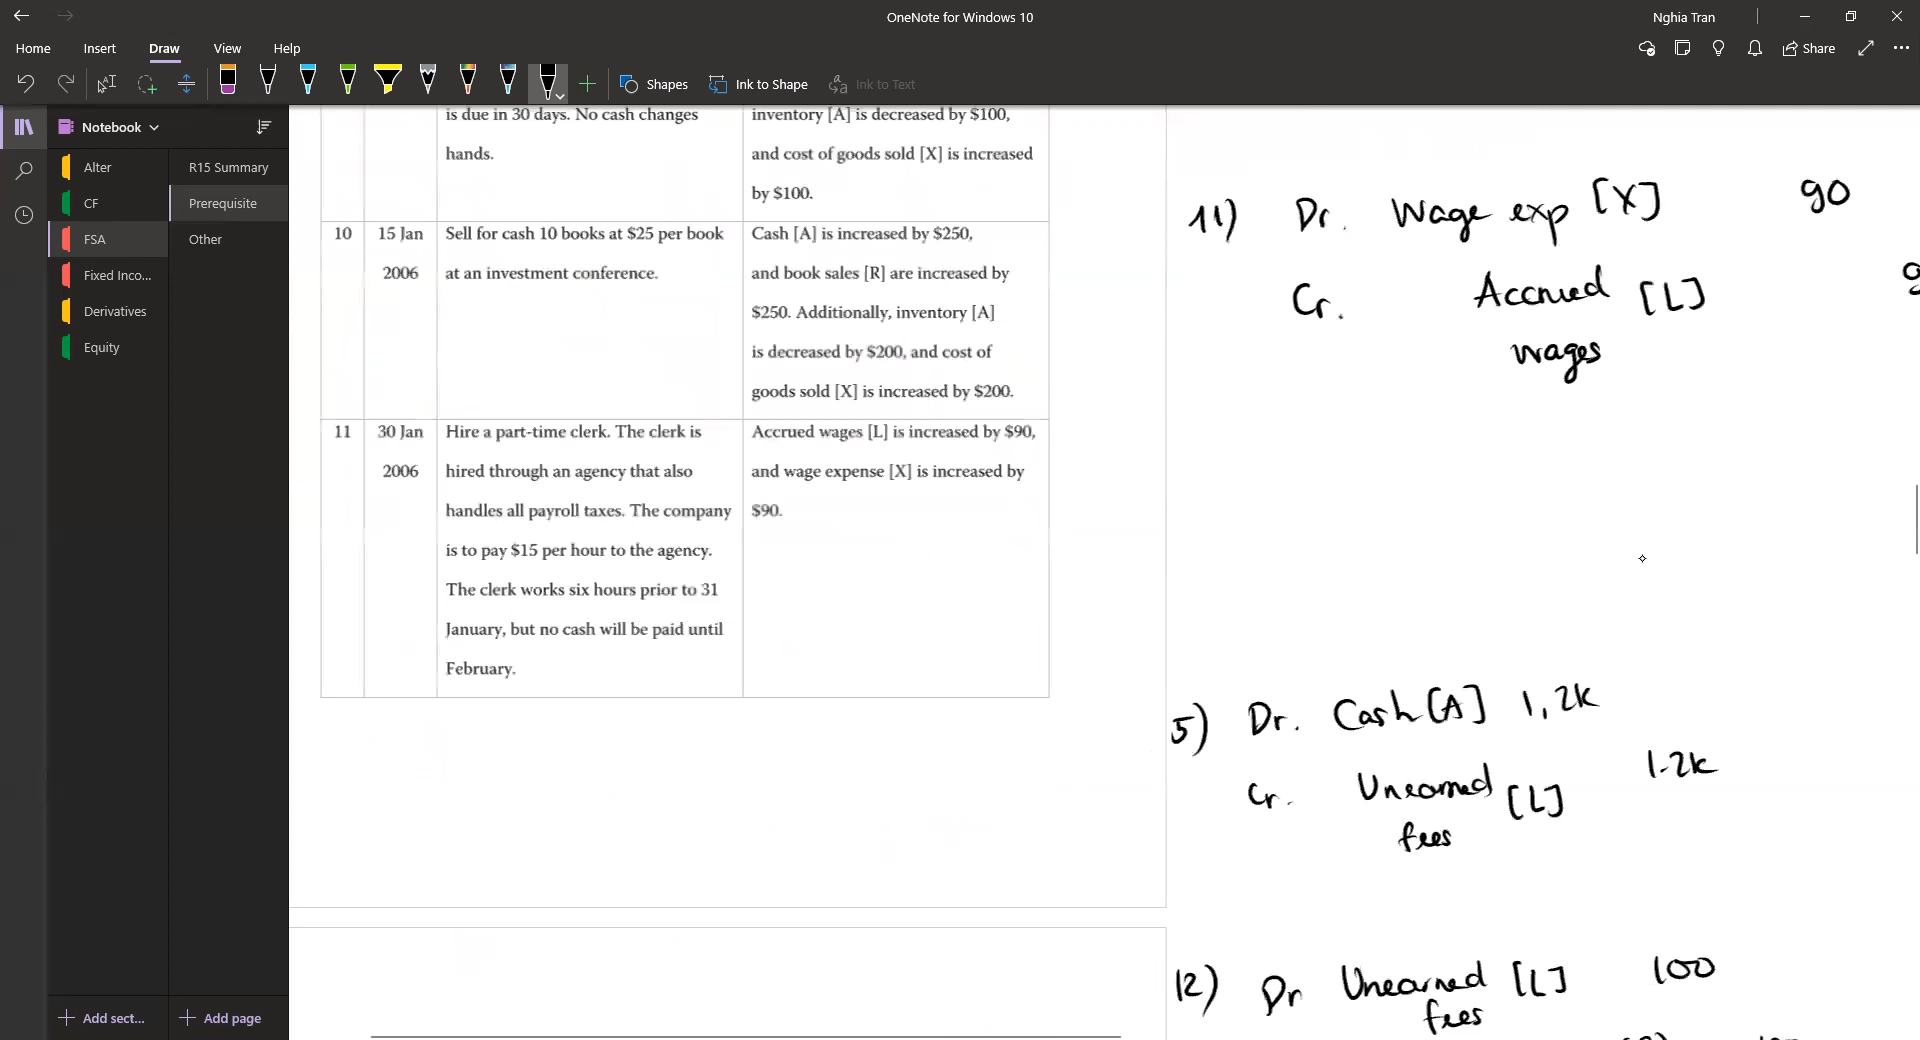 OneNote for Windows 10
Nghia Tran
Home Insert Draw View Help
Share
Shapes Ink to Shape Ink to Text
Notebook
Alter
CF
FSA
Fixed Inco...
Derivatives
Equity
R15 Summary
Prerequisite
Other
Add sect...
Add page
is due in 30 days. No cash changes
hands.
inventory [A] is decreased by $100,
and cost of goods sold [X] is increased
by $100.
10
15 Jan
2006
Sell for cash 10 books at $25 per book
at an investment conference.
Cash [A] is increased by $250,
and book sales [R] are increased by
$250. Additionally, inventory [A]
is decreased by $200, and cost of
goods sold [X] is increased by $200.
11
30 Jan
2006
Hire a part-time clerk. The clerk is
hired through an agency that also
handles all payroll taxes. The company
is to pay $15 per hour to the agency.
The clerk works six hours prior to 31
January, but no cash will be paid until
February.
Accrued wages [L] is increased by $90,
and wage expense [X] is increased by
$90.
11) Dr. Wage exp [X] 90
Cr. Accrued [L]
wages
5) Dr. Cash [A] 1,2k
Cr. Unearned [L] 1.2k
fees
12) Dr Unearned [L] 100
fees